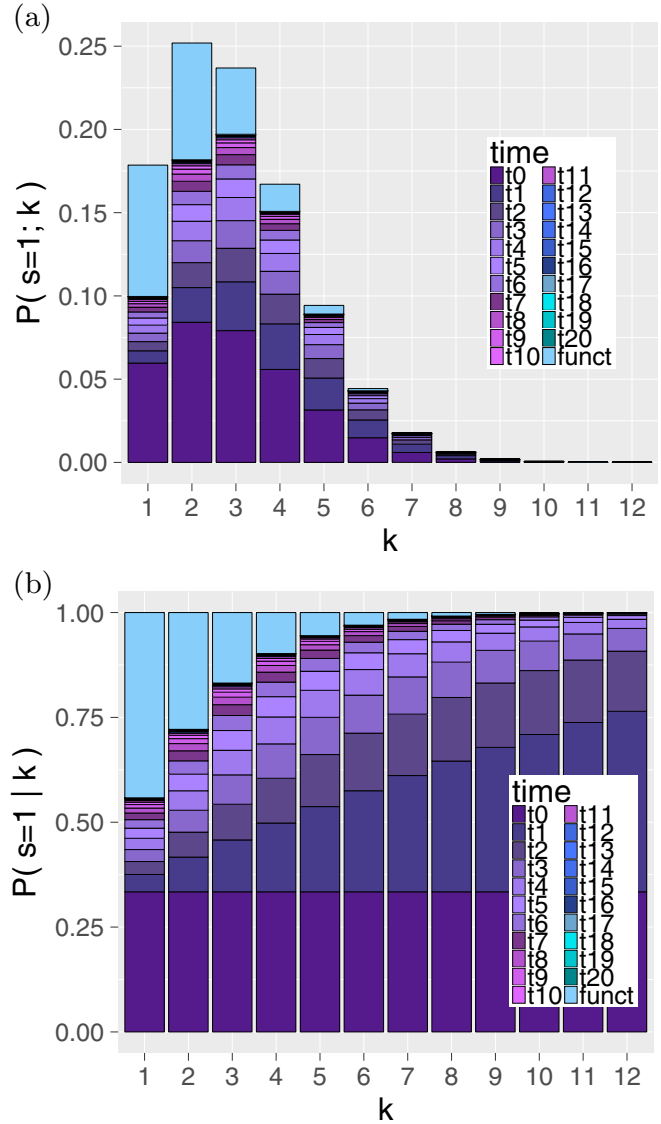 (a)
P( s=1; k )
0.25
0.20
0.15
0.10
0.05
0.00
time
t0 t11
t1 t12
t2 t13
t3 t14
t4 t15
t5 t16
t6 t17
t7 t18
t8 t19
t9 t20
t10 funct
1 2 3 4 5 6 7 8 9 10 11 12
k
(b)
P( s=1 | k )
1.00
0.75
0.50
0.25
0.00
time
t0 t11
t1 t12
t2 t13
t3 t14
t4 t15
t5 t16
t6 t17
t7 t18
t8 t19
t9 t20
t10 funct
1 2 3 4 5 6 7 8 9 10 11 12
k